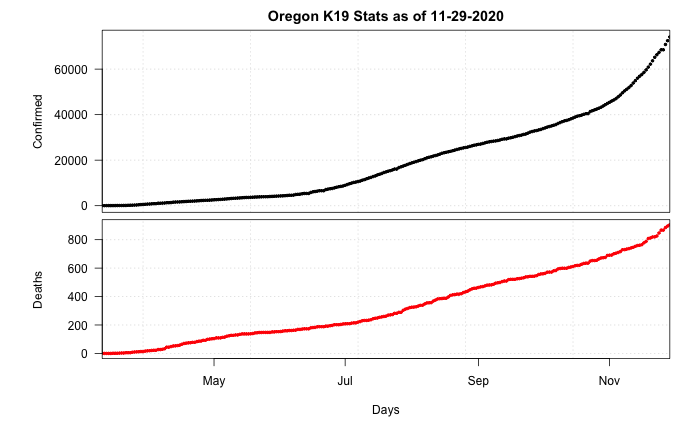 Oregon K19 Stats as of 11-29-2020
Confirmed
60000
40000
20000
0
Deaths
800
600
400
200
0
May Jul Sep Nov
Days